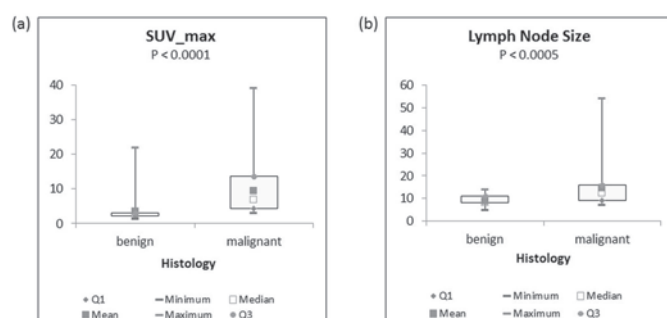 (a)
SUV_max
P < 0.0001
40
30
20
10
0
benign malignant
Histology
Q1 Minimum Median
Mean Maximum Q3
(b)
Lymph Node Size
P < 0.0005
60
50
40
30
20
10
0
benign malignant
Histology
Q1 Minimum Median
Mean Maximum Q3